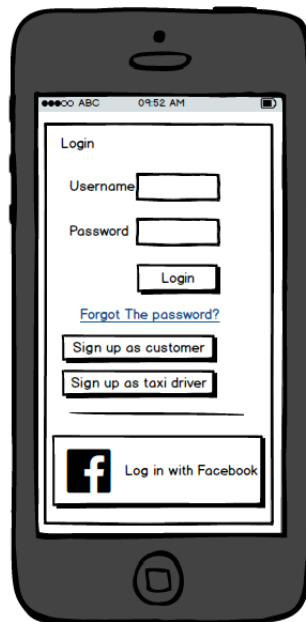 ABC 09:52 AM
Login
Username
Password
Login
Forgot The password?
Sign up as customer
Sign up as taxi driver
f Log in with Facebook